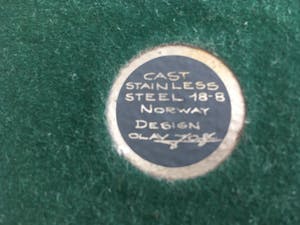 CAST
STAINLESS
STEEL 18-8
NORWAY
DESIGN
OLAV